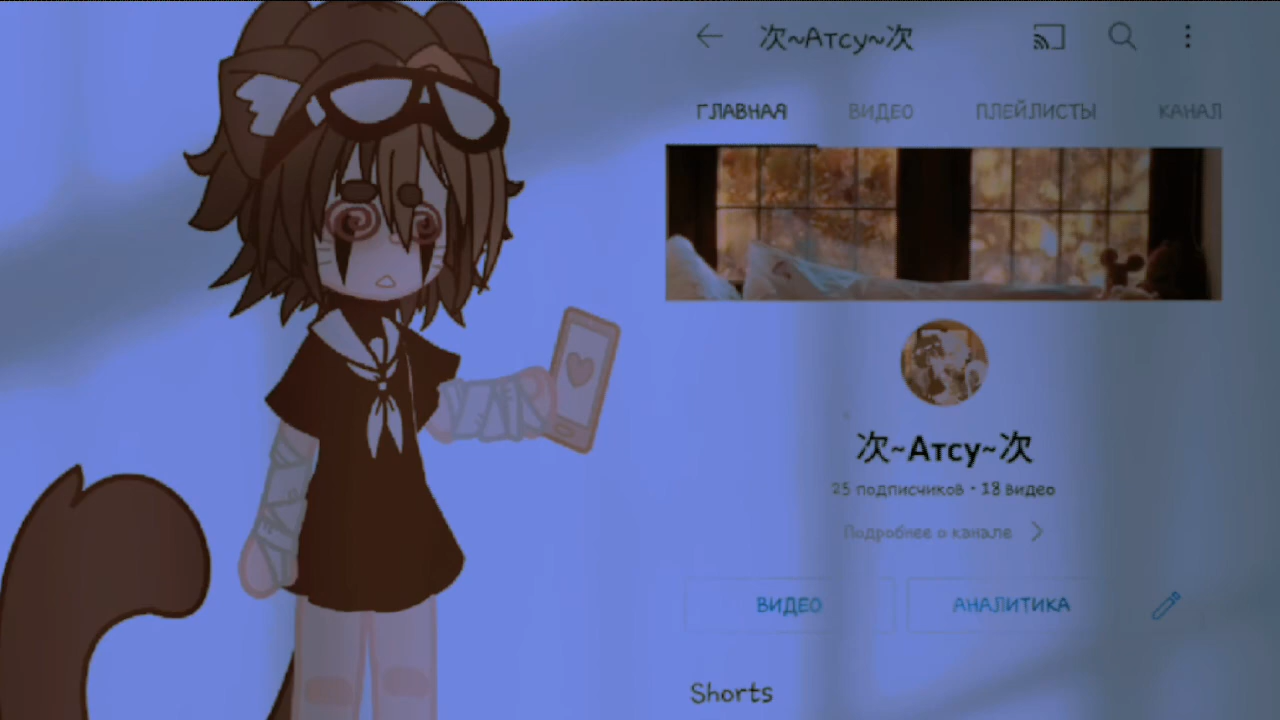 次~Атсу~次
ГЛАВНАЯ ВИДЕО ПЛЕЙЛИСТЫ КАНАЛ
次~Атсу~次
25 подписчиков · 18 видео
Подробнее о канале
ВИДЕО АНАЛИТИКА
Shorts